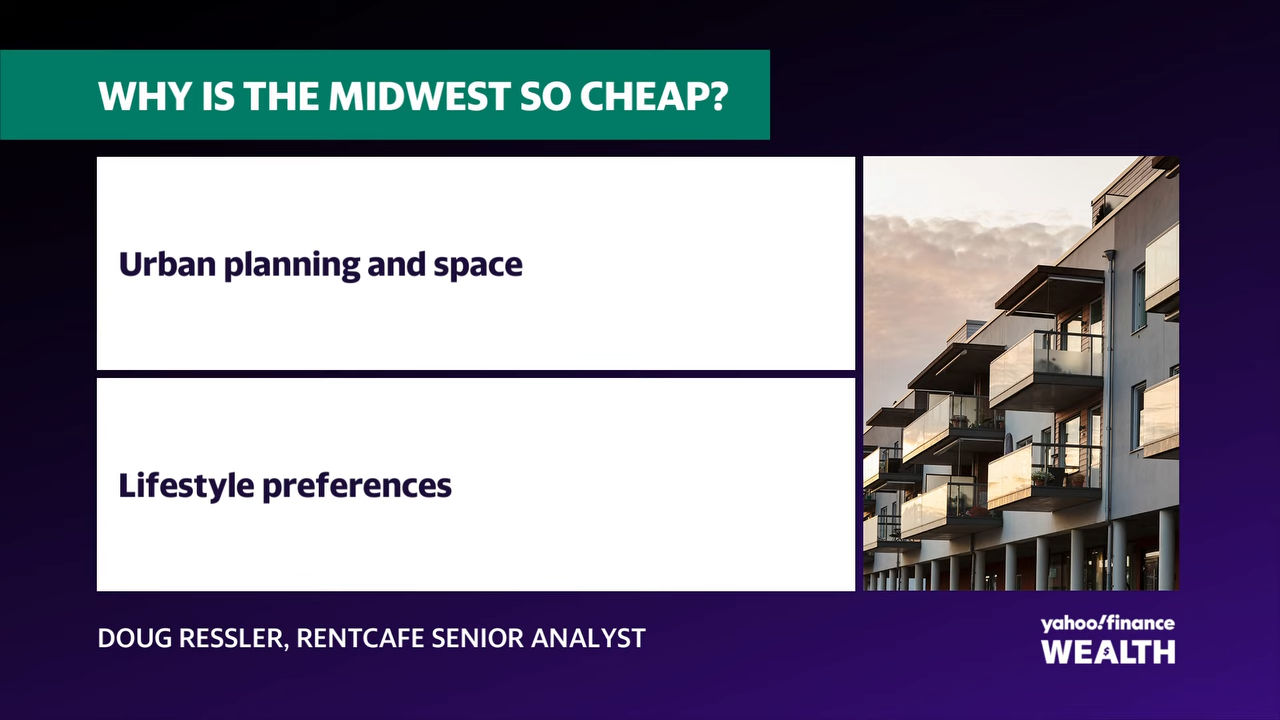 WHY IS THE MIDWEST SO CHEAP?
Urban planning and space
Lifestyle preferences
DOUG RESSLER, RENTCAFE SENIOR ANALYST
yahoo!finance
WEALTH